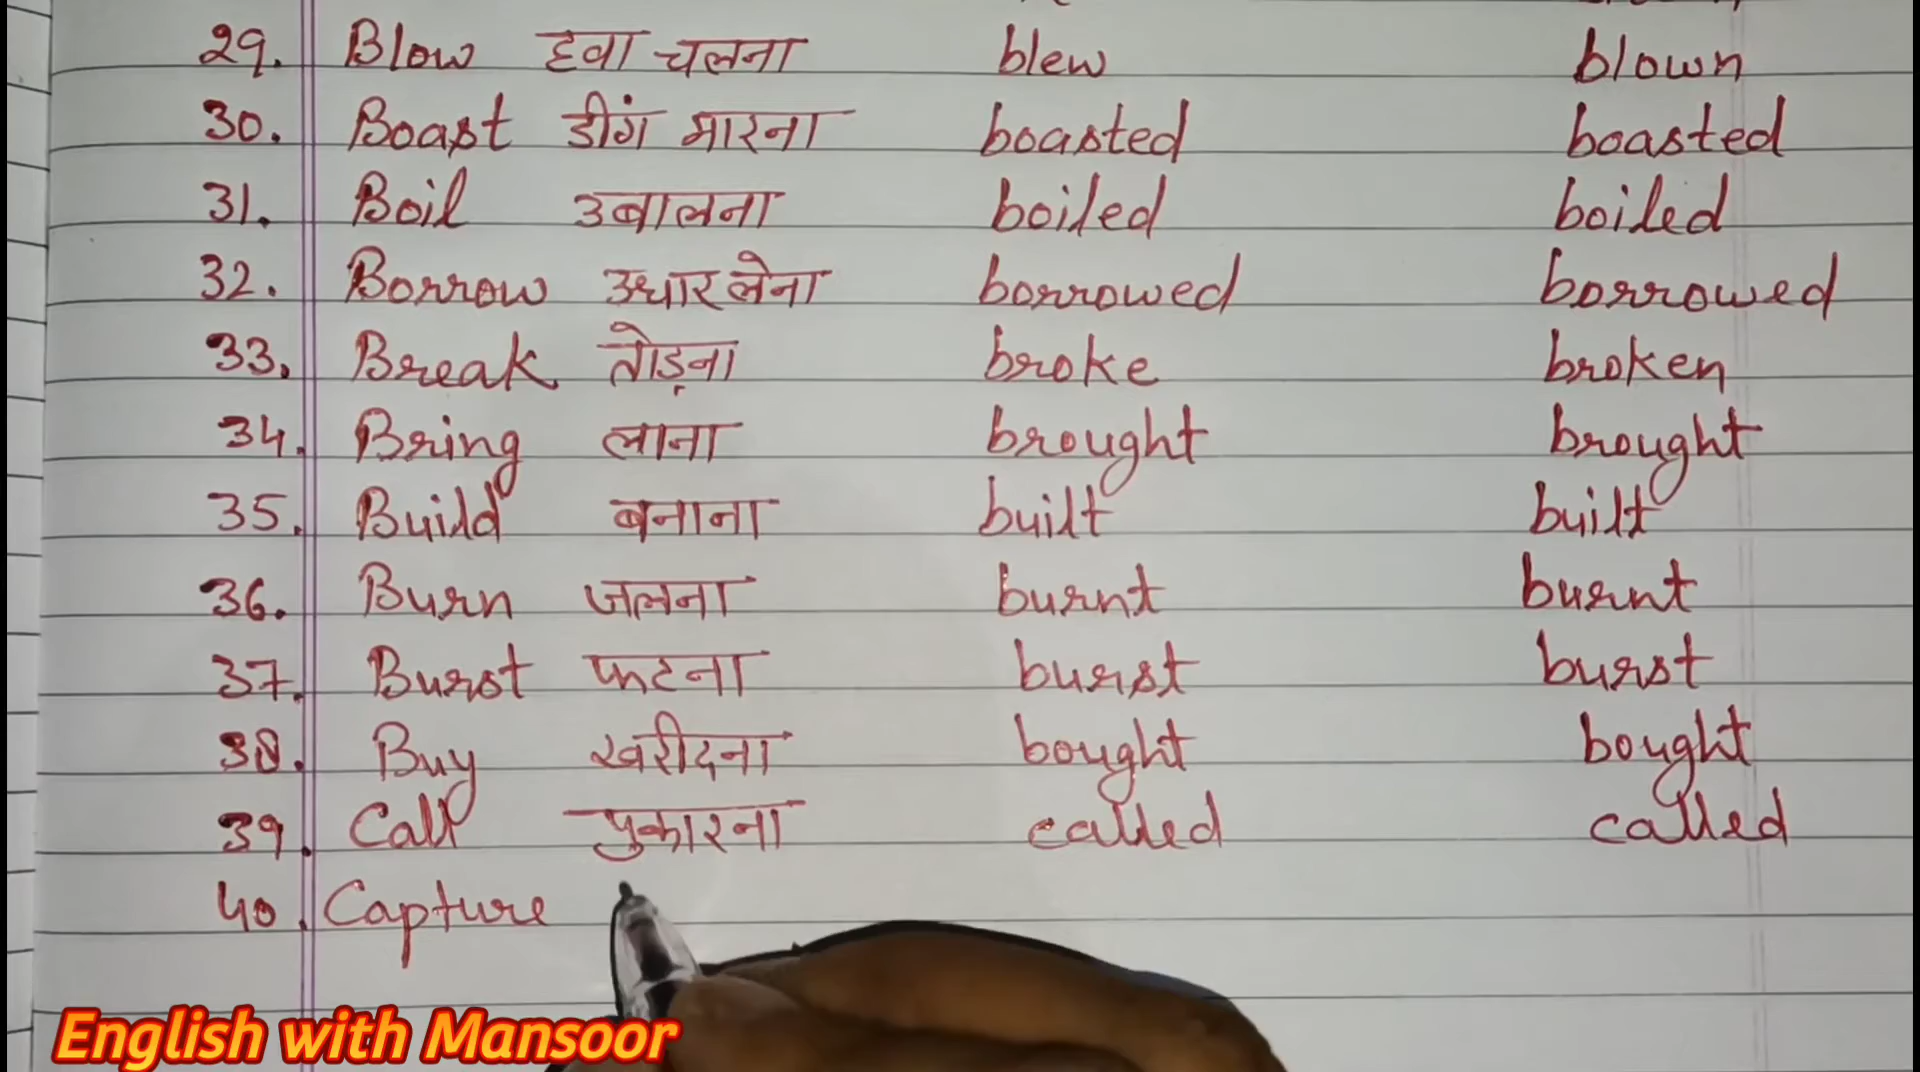 29. Blow हवा चलना blew blown
30. Boast डींग मारना boasted boasted
31. Boil उबालना boiled boiled
32. Borrow उधार लेना borrowed borrowed
33. Break तोड़ना broke broken
34. Bring लाना brought brought
35. Build बनाना built built
36. Burn जलना burnt burnt
37. Burst फटना burst burst
38. Buy खरीदना bought bought
39. Call पुकारना called called
40. Capture
English with Mansoor